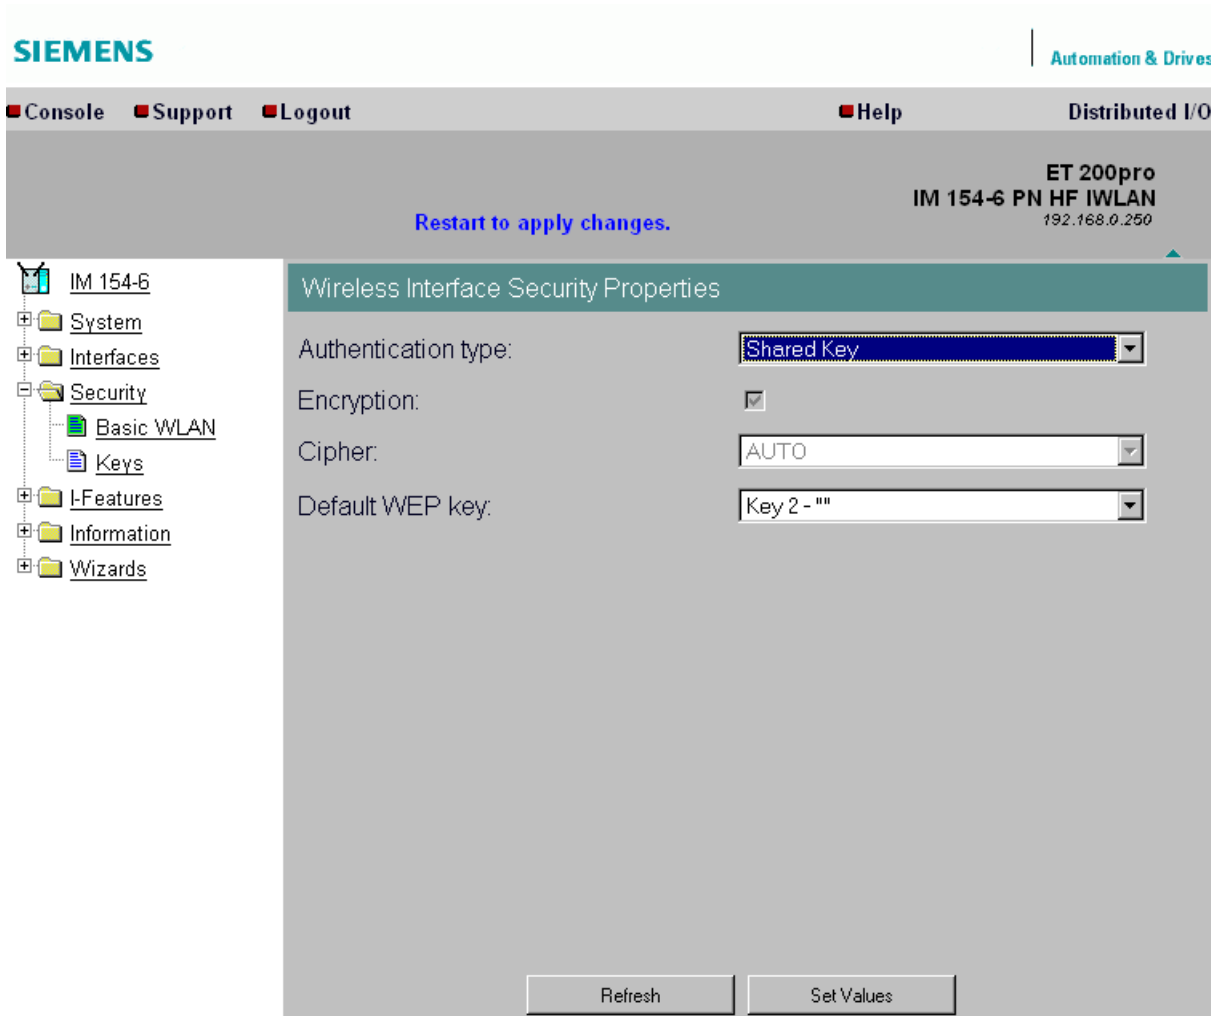 SIEMENS
Automation & Drives
Console Support Logout Help Distributed I/O
ET 200pro
IM 154-6 PN HF IWLAN
192.168.0.250
Restart to apply changes.
IM 154-6
System
Interfaces
Security
Basic WLAN
Keys
I-Features
Information
Wizards
Wireless Interface Security Properties
Authentication type: Shared Key
Encryption:
Cipher: AUTO
Default WEP key: Key 2 - ""
Refresh Set Values